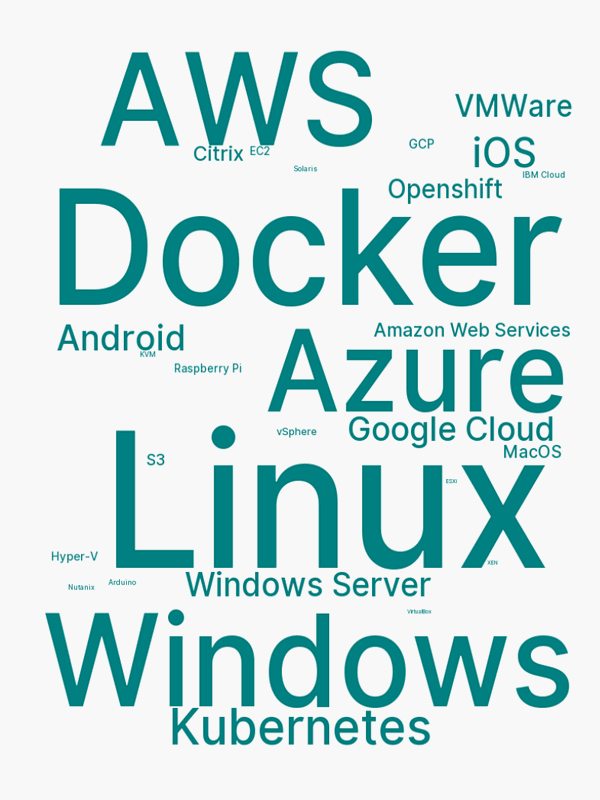 AWS
VMWare
GCP
iOS
Citrix
EC2
Solaris
IBM Cloud
Openshift
Docker
Android
Amazon Web Services
KVM
Raspberry Pi
Azure
vSphere
Google Cloud
MacOS
S3
Linux
ESXi
XEN
Hyper-V
Nutanix
Arduino
Windows Server
VirtualBox
Windows
Kubernetes